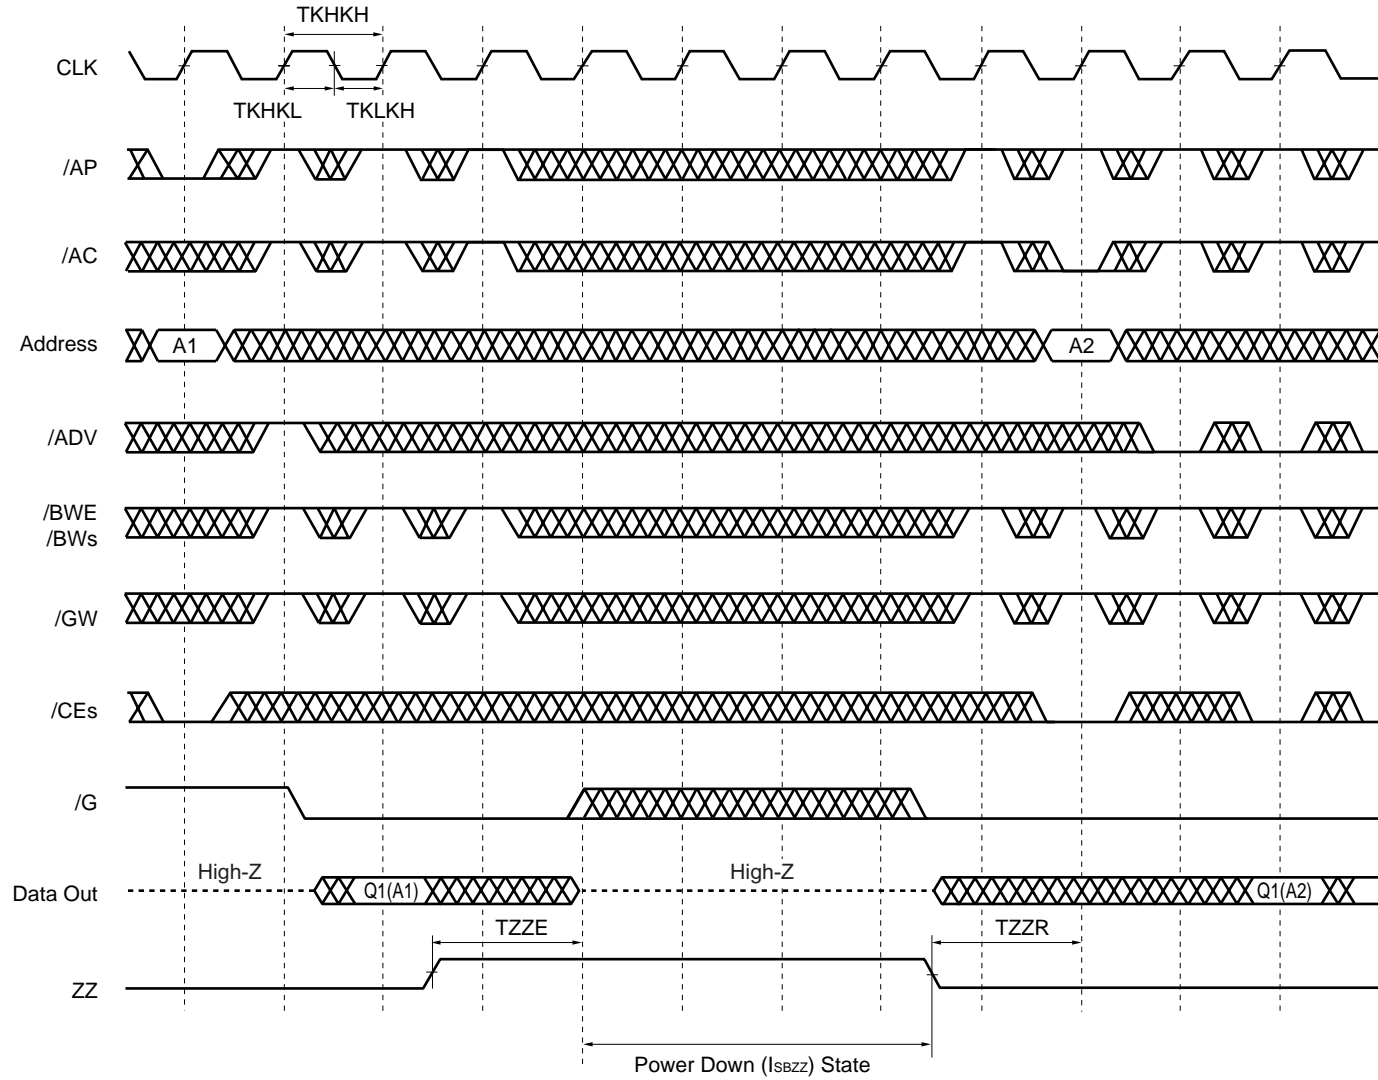 TKHKH
CLK
TKHKL TKLKH
/AP
/AC
Address A1 A2
/ADV
/BWE
/BWs
/GW
/CEs
/G
High-Z High-Z
Data Out Q1(A1) Q1(A2)
TZZE TZZR
ZZ
Power Down (ISBZZ) State